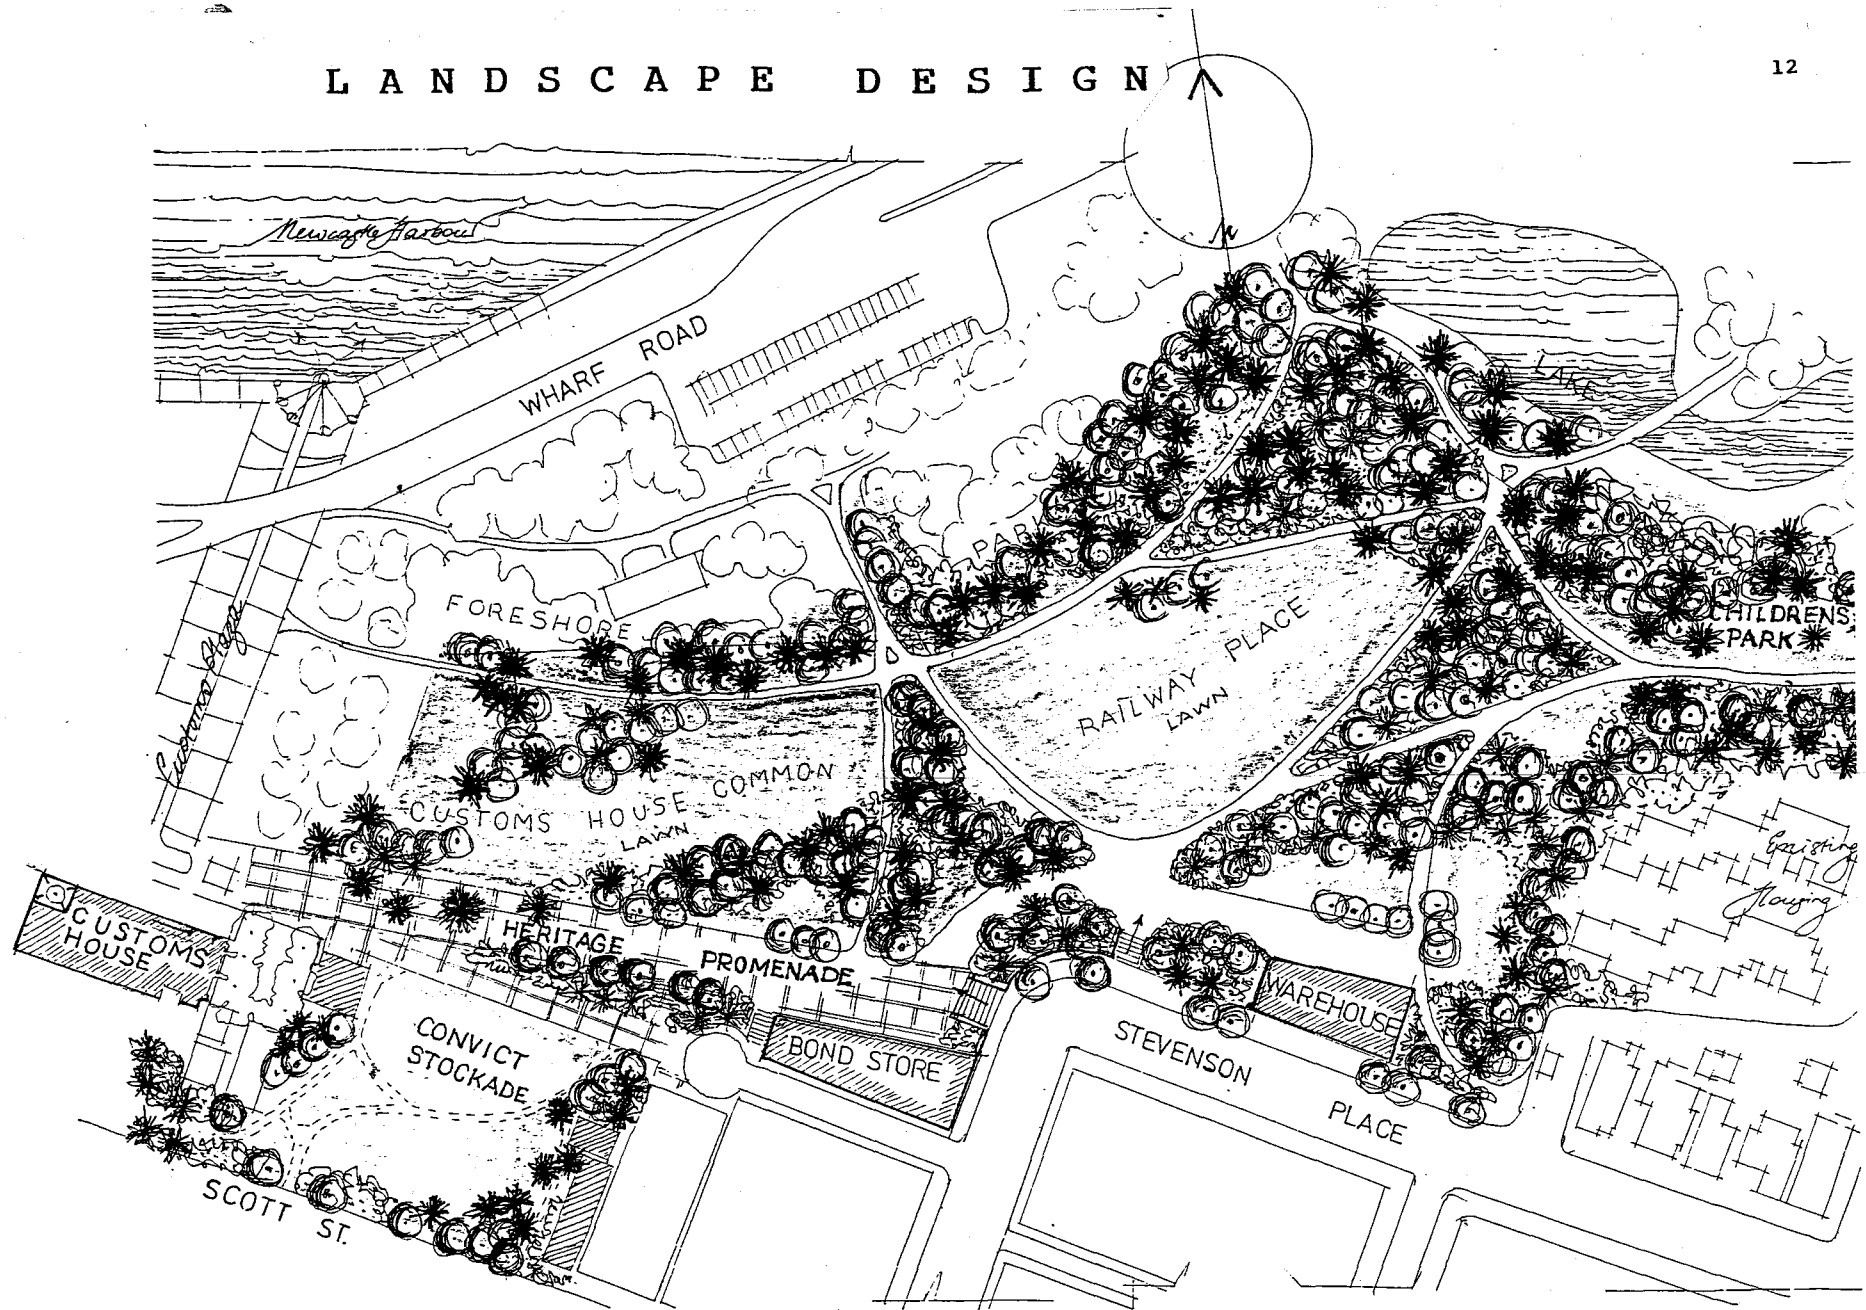 LANDSCAPE DESIGN
12
Newcastle Harbour
N
WHARF ROAD
LAKE
FORESHORE
PARK
CHILDRENS
PARK
RAILWAY PLACE
LAWN
CUSTOMS HOUSE COMMON
LAWN
Existing
Housing
CUSTOMS
HOUSE
HERITAGE
PROMENADE
CONVICT
STOCKADE
BOND STORE
WAREHOUSE
STEVENSON
PLACE
SCOTT ST.